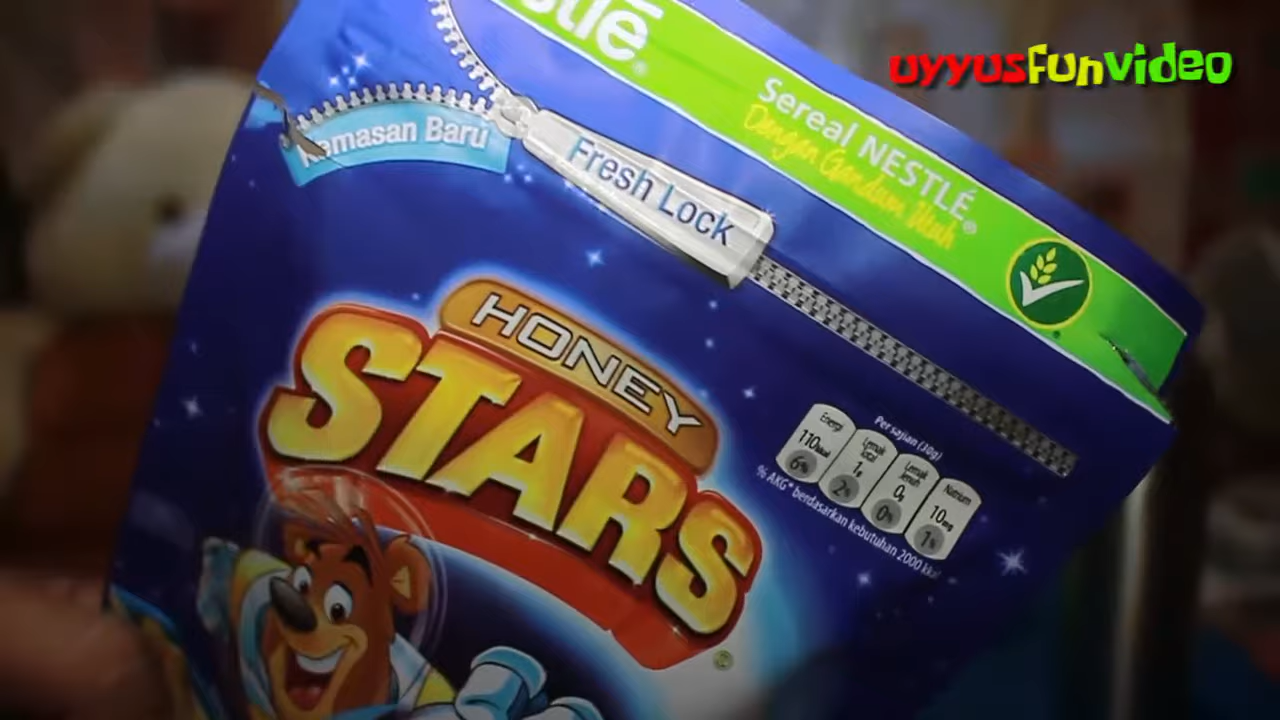 uyyusFunvideo
Sereal NESTLÉ®
Dengan Gandum Utuh
Kemasan Baru
Fresh Lock
HONEY
STARS
Per sajian (30g)
Energi
110kkal
6%
Lemak Total
1g
2%
Lemak Jenuh
0g
0%
Natrium
10mg
1%
% AKG* berdasarkan kebutuhan 2000 kkal